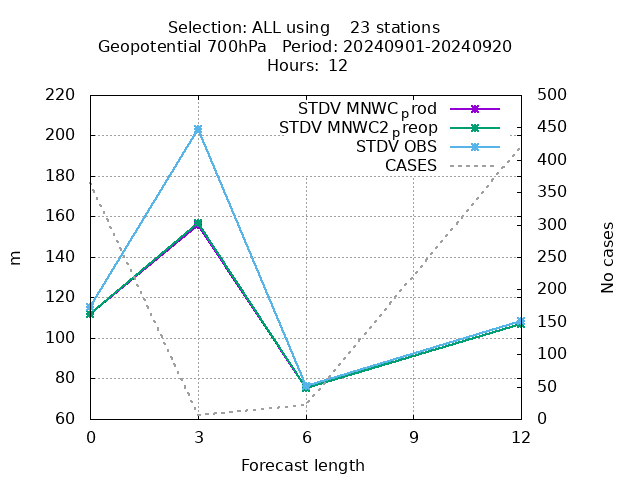 Selection: ALL using    23 stations
Geopotential 700hPa   Period: 20240901-20240920
Hours:  12
STDV MNWCprod
STDV MNWC2preop
STDV OBS
CASES
220
200
180
160
140
120
100
80
60
m
500
450
400
350
300
250
200
150
100
50
0
No cases
0 3 6 9 12
Forecast length